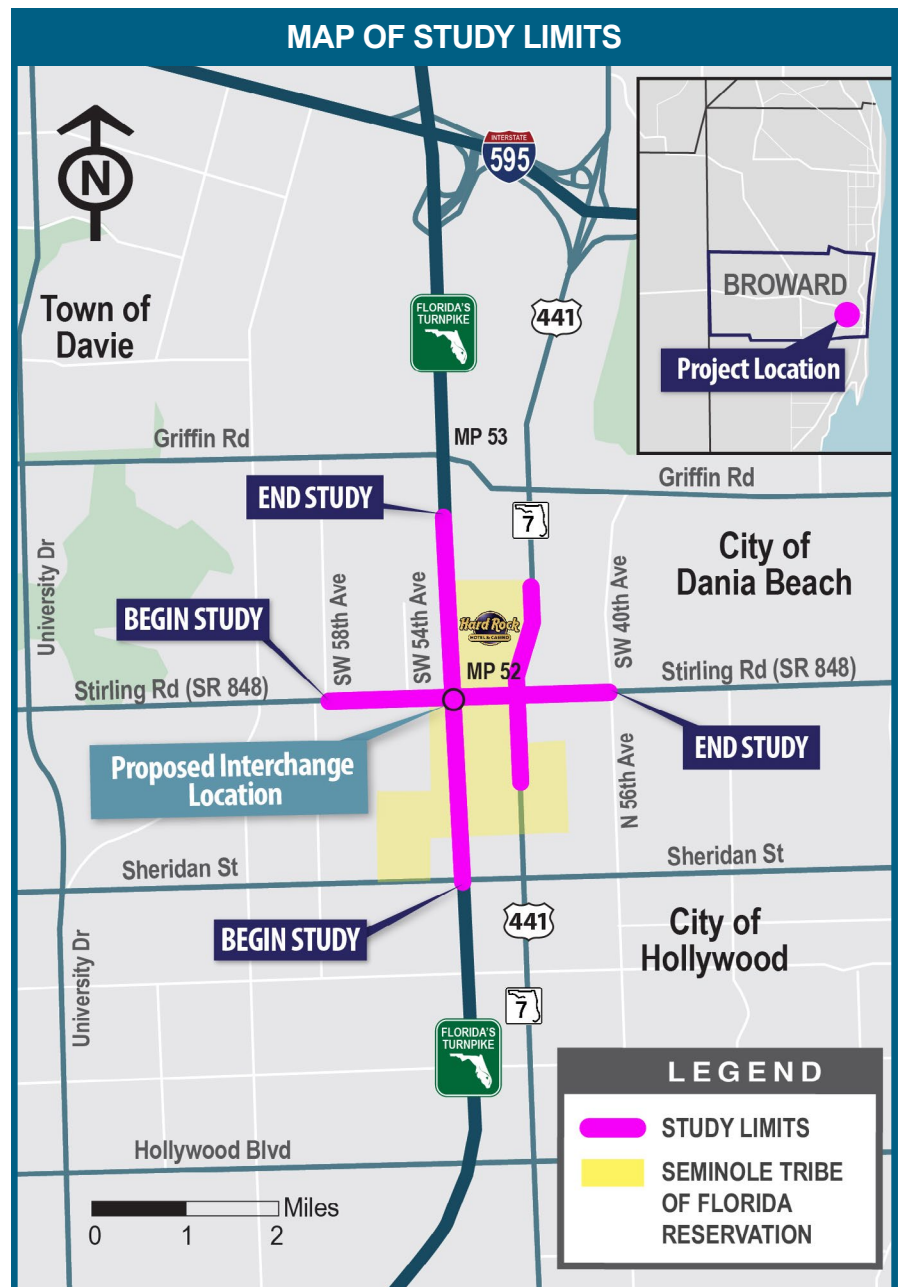 MAP OF STUDY LIMITS
N
INTERSTATE
595
BROWARD
Project Location
Town of
Davie
FLORIDA'S
TURNPIKE
441
Griffin Rd
MP 53
Griffin Rd
END STUDY
7
City of
Dania Beach
University Dr
SW 58th Ave
SW 54th Ave
SW 40th Ave
BEGIN STUDY
Hard Rock
HOTEL & CASINO
MP 52
Stirling Rd (SR 848)
Stirling Rd (SR 848)
END STUDY
Proposed Interchange
Location
N 56th Ave
Sheridan St
Sheridan St
BEGIN STUDY
441
City of
Hollywood
University Dr
7
FLORIDA'S
TURNPIKE
LEGEND
STUDY LIMITS
SEMINOLE TRIBE
OF FLORIDA
RESERVATION
Hollywood Blvd
Miles
0 1 2